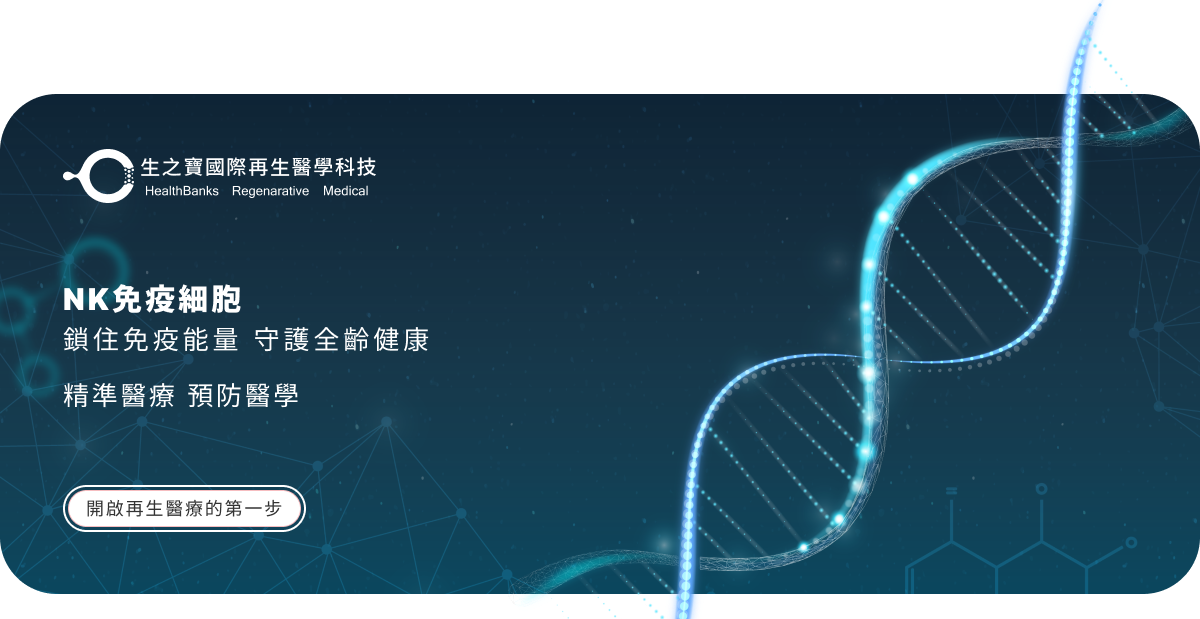 生之寶國際再生醫學科技
HealthBanks Regenarative Medical
NK免疫細胞
鎖住免疫能量 守護全齡健康
精準醫療 預防醫學
開啟再生醫療的第一步